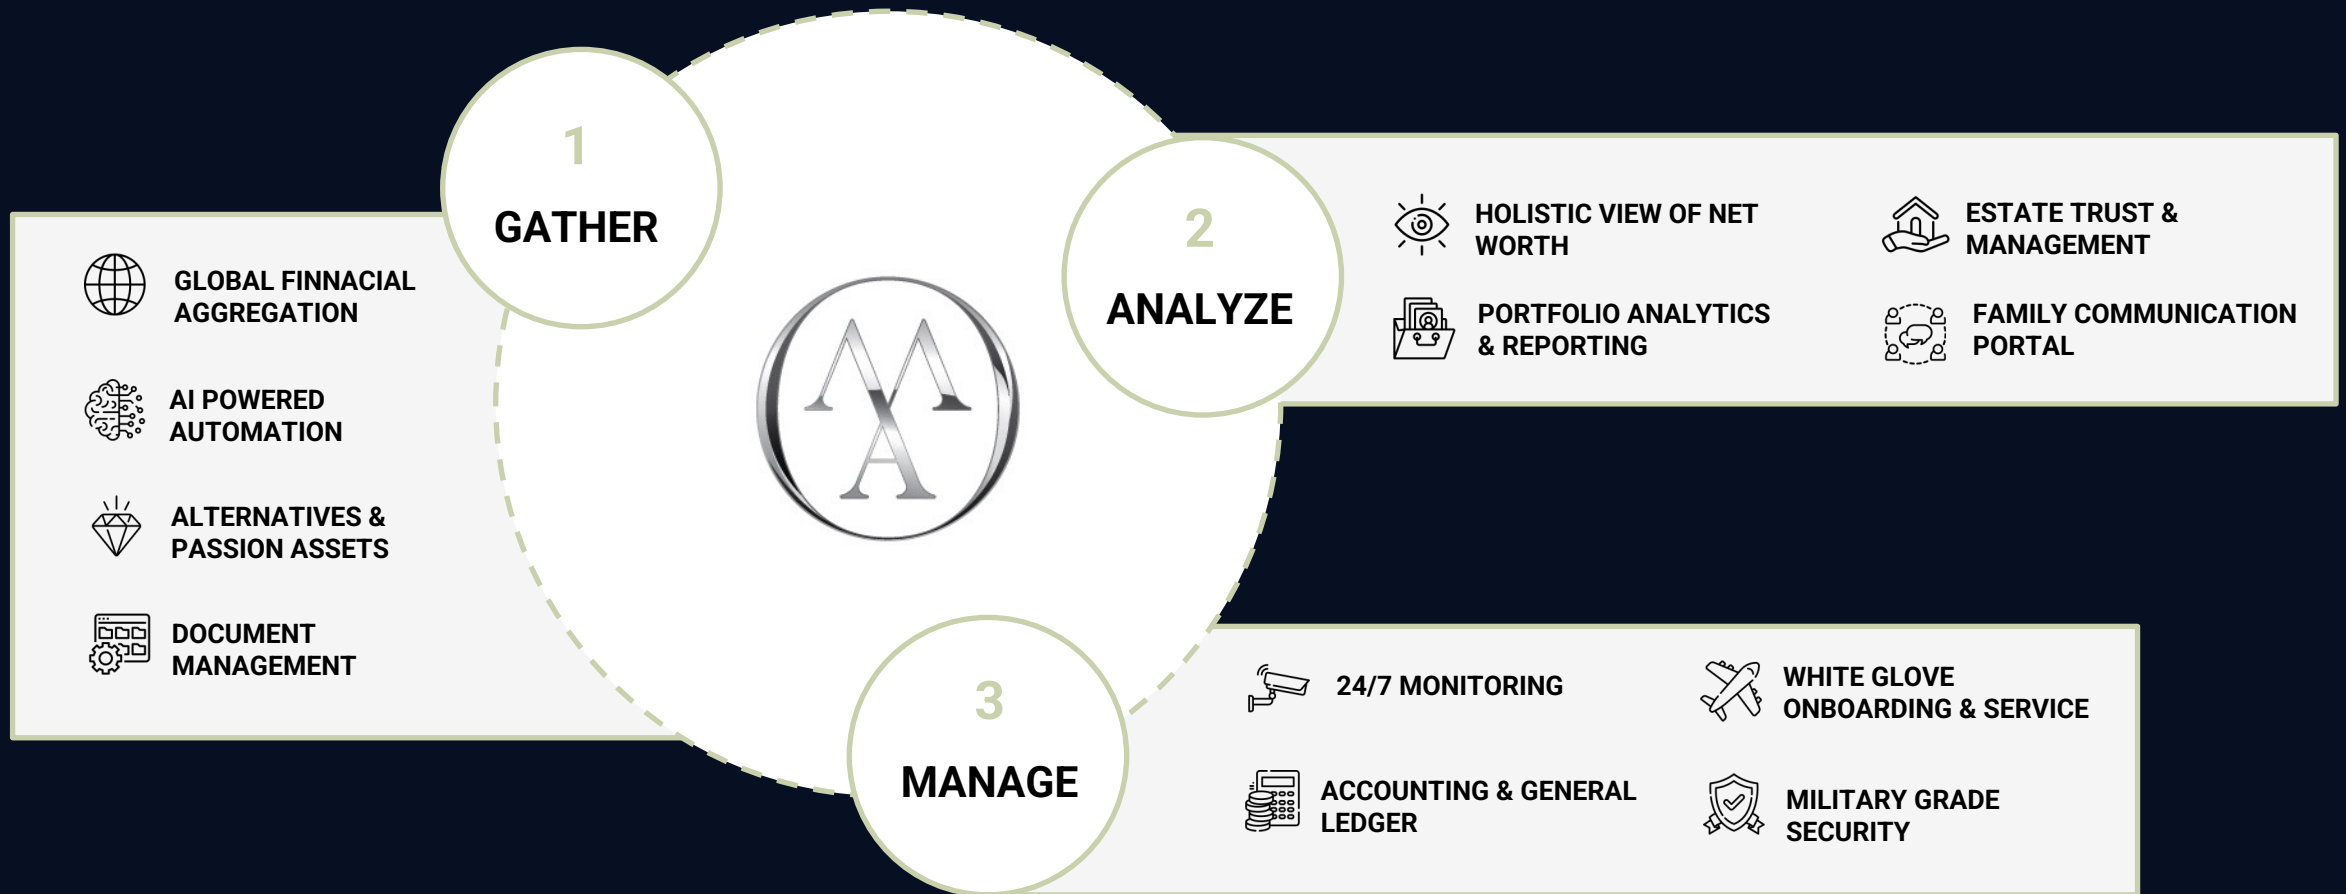 1
GATHER
GLOBAL FINNACIAL
AGGREGATION
AI POWERED
AUTOMATION
ALTERNATIVES &
PASSION ASSETS
DOCUMENT
MANAGEMENT
2
ANALYZE
HOLISTIC VIEW OF NET
WORTH
ESTATE TRUST &
MANAGEMENT
PORTFOLIO ANALYTICS
& REPORTING
FAMILY COMMUNICATION
PORTAL
3
MANAGE
24/7 MONITORING
WHITE GLOVE
ONBOARDING & SERVICE
ACCOUNTING & GENERAL
LEDGER
MILITARY GRADE
SECURITY